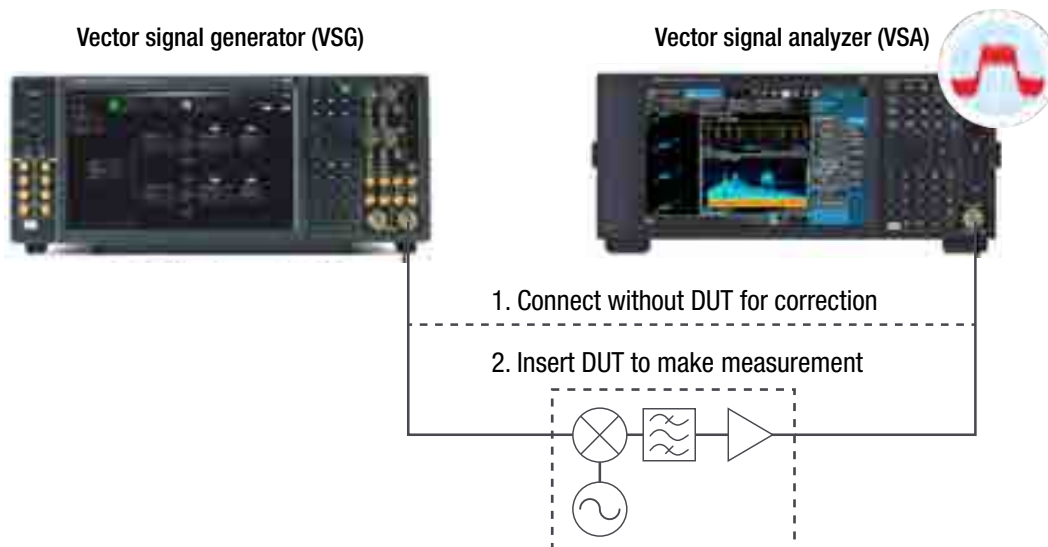 Vector signal generator (VSG)
Vector signal analyzer (VSA)
1. Connect without DUT for correction
2. Insert DUT to make measurement